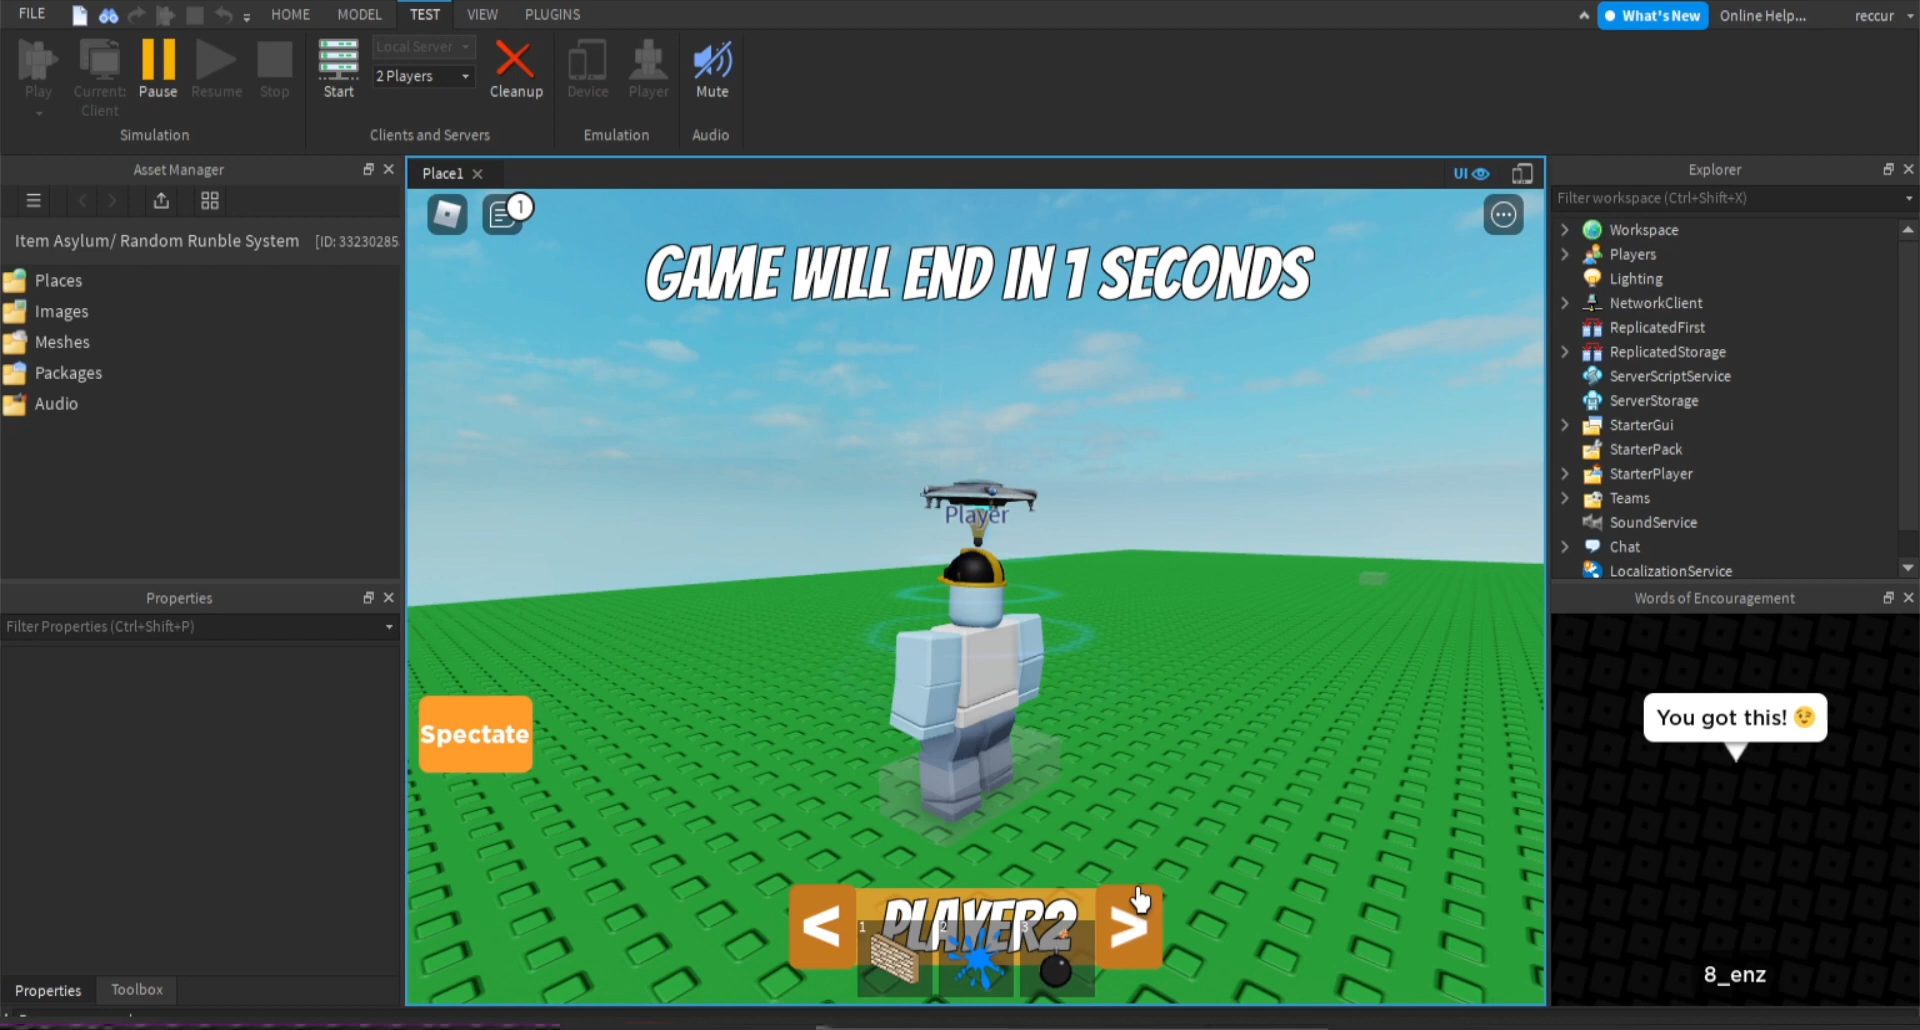 FILE
HOME
MODEL
TEST
VIEW
PLUGINS
What's New
Online Help...
reccur
Play
Current:
Client
Pause
Resume
Stop
Start
Local Server
2 Players
Cleanup
Device
Player
Mute
Simulation
Clients and Servers
Emulation
Audio
Asset Manager
Item Asylum/ Random Runble System
[ID: 33230285
Places
Images
Meshes
Packages
Audio
Properties
Filter Properties (Ctrl+Shift+P)
Properties
Toolbox
Place1
UI
1
GAME WILL END IN 1 SECONDS
Player
Spectate
<
PLAYER2
>
1
2
3
Explorer
Filter workspace (Ctrl+Shift+X)
Workspace
Players
Lighting
NetworkClient
ReplicatedFirst
ReplicatedStorage
ServerScriptService
ServerStorage
StarterGui
StarterPack
StarterPlayer
Teams
SoundService
Chat
LocalizationService
Words of Encouragement
You got this! 😉
8_enz